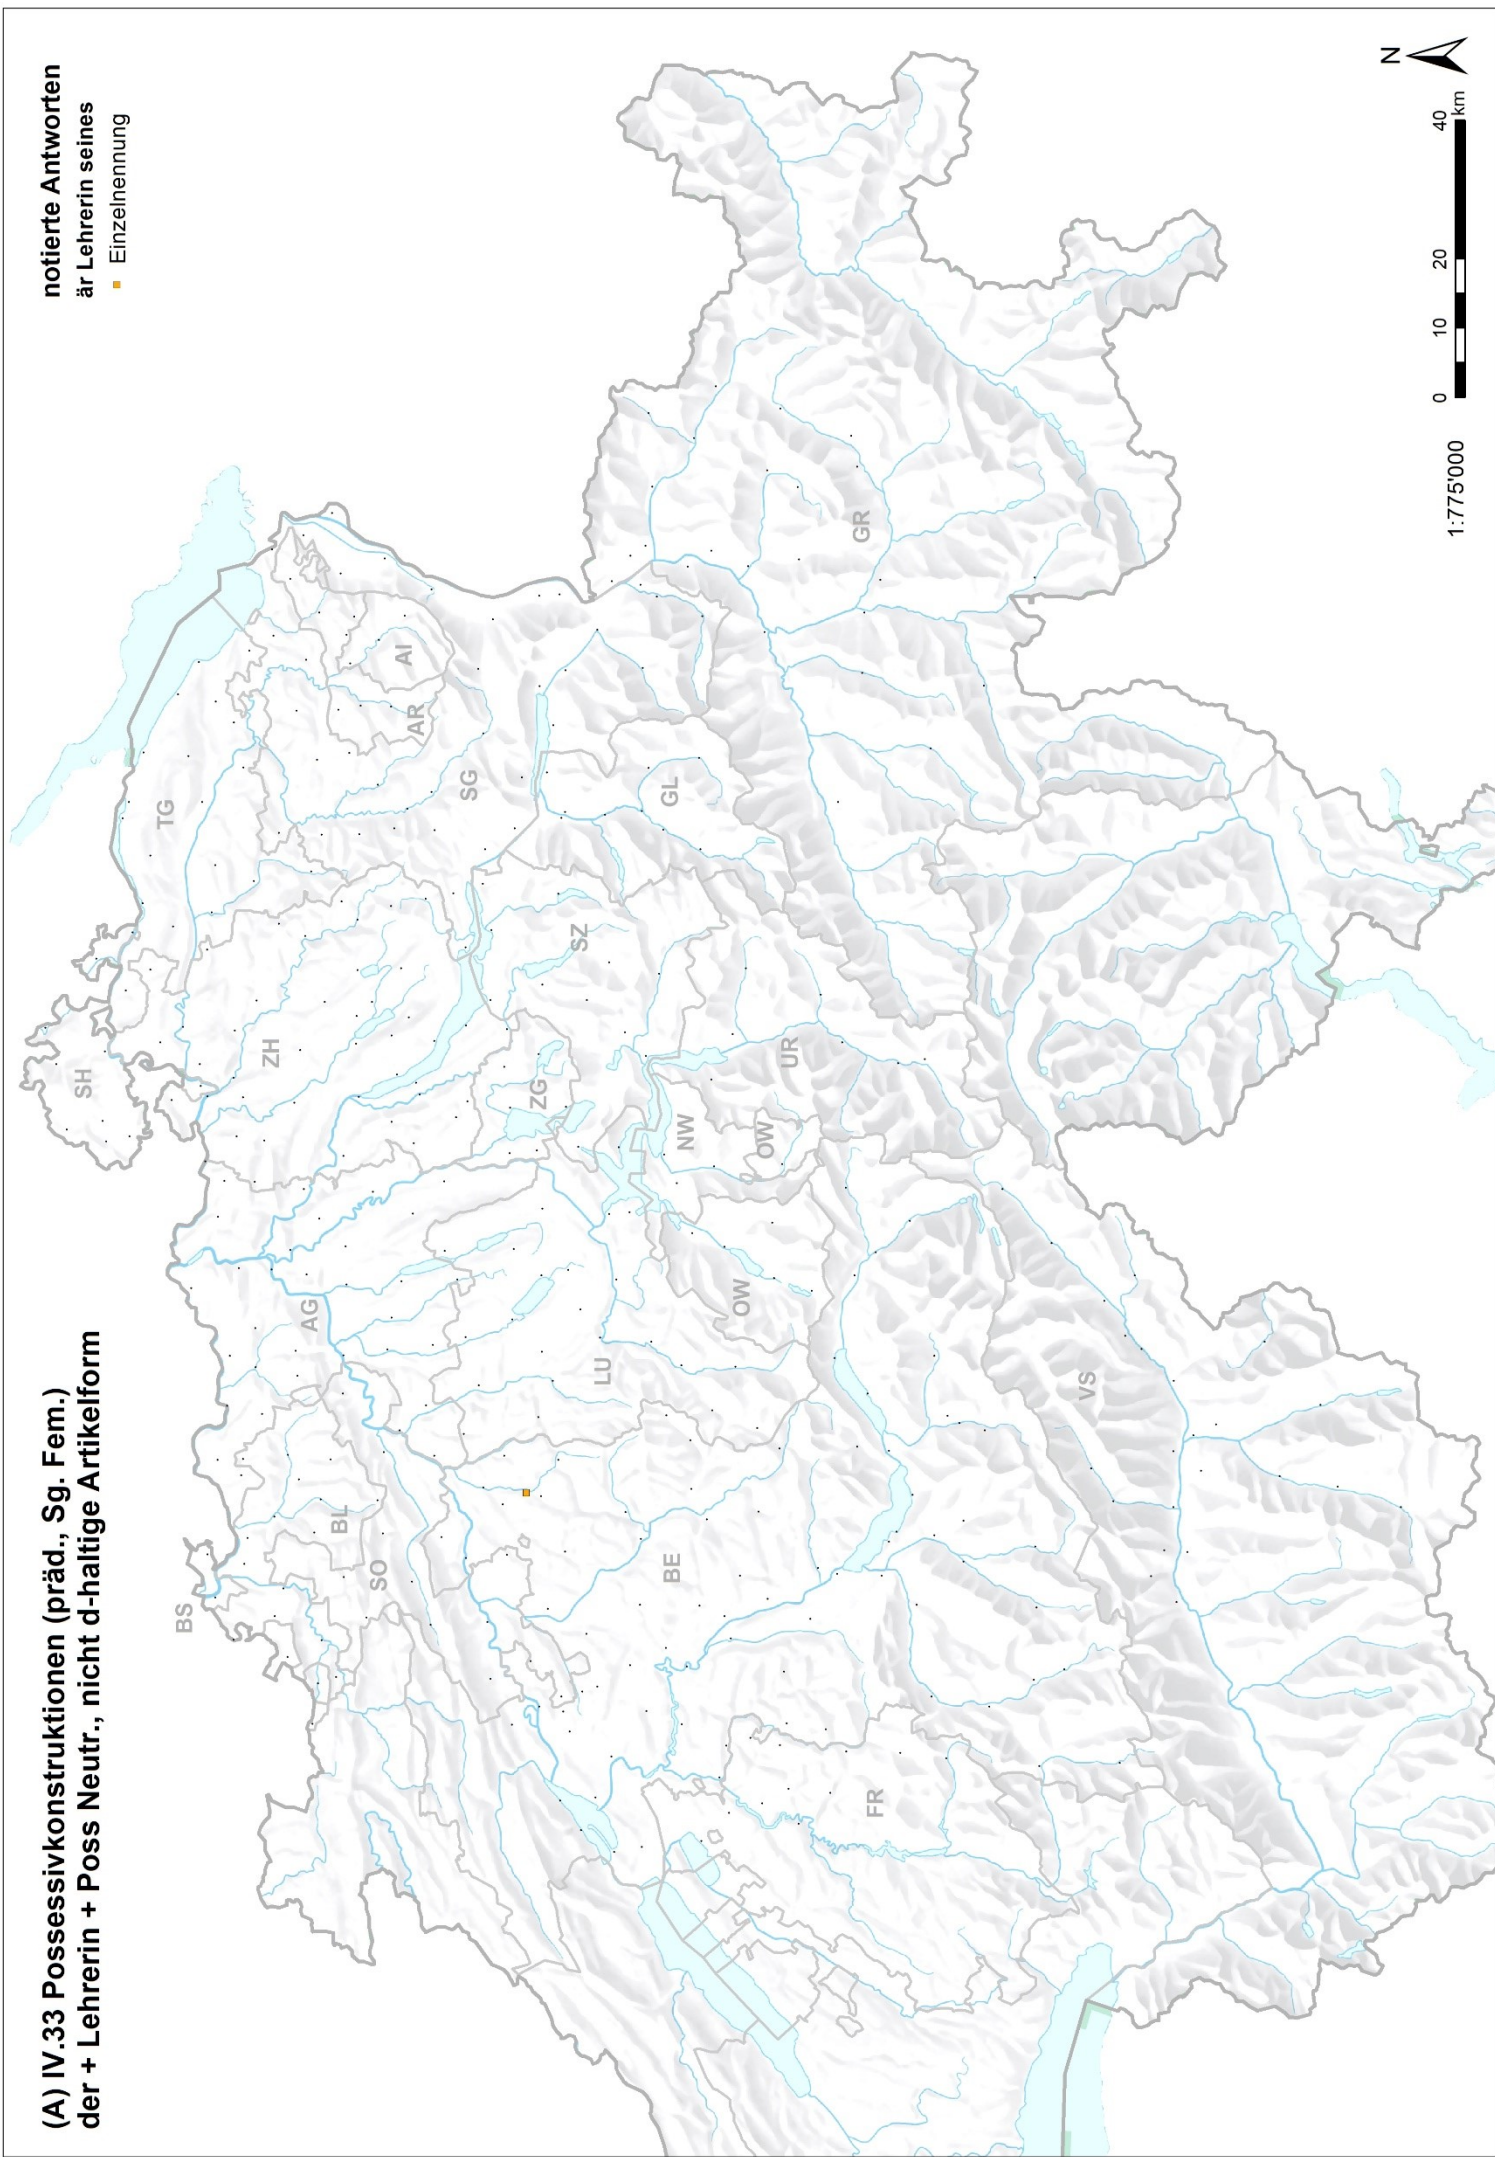 (A) IV.33 Possessivkonstruktionen (präd., Sg. Fem.)
der + Lehrerin + Poss Neutr., nicht d-haltige Artikelform
notierte Antworten
är Lehrerin seines
Einzelnennung
SH
BS
TG
ZH
AG
BL
SO
AI
AR
SG
ZG
SZ
GL
LU
NW
OW
OW
UR
BE
GR
FR
VS
N
1:775'000
0 10 20 40
km